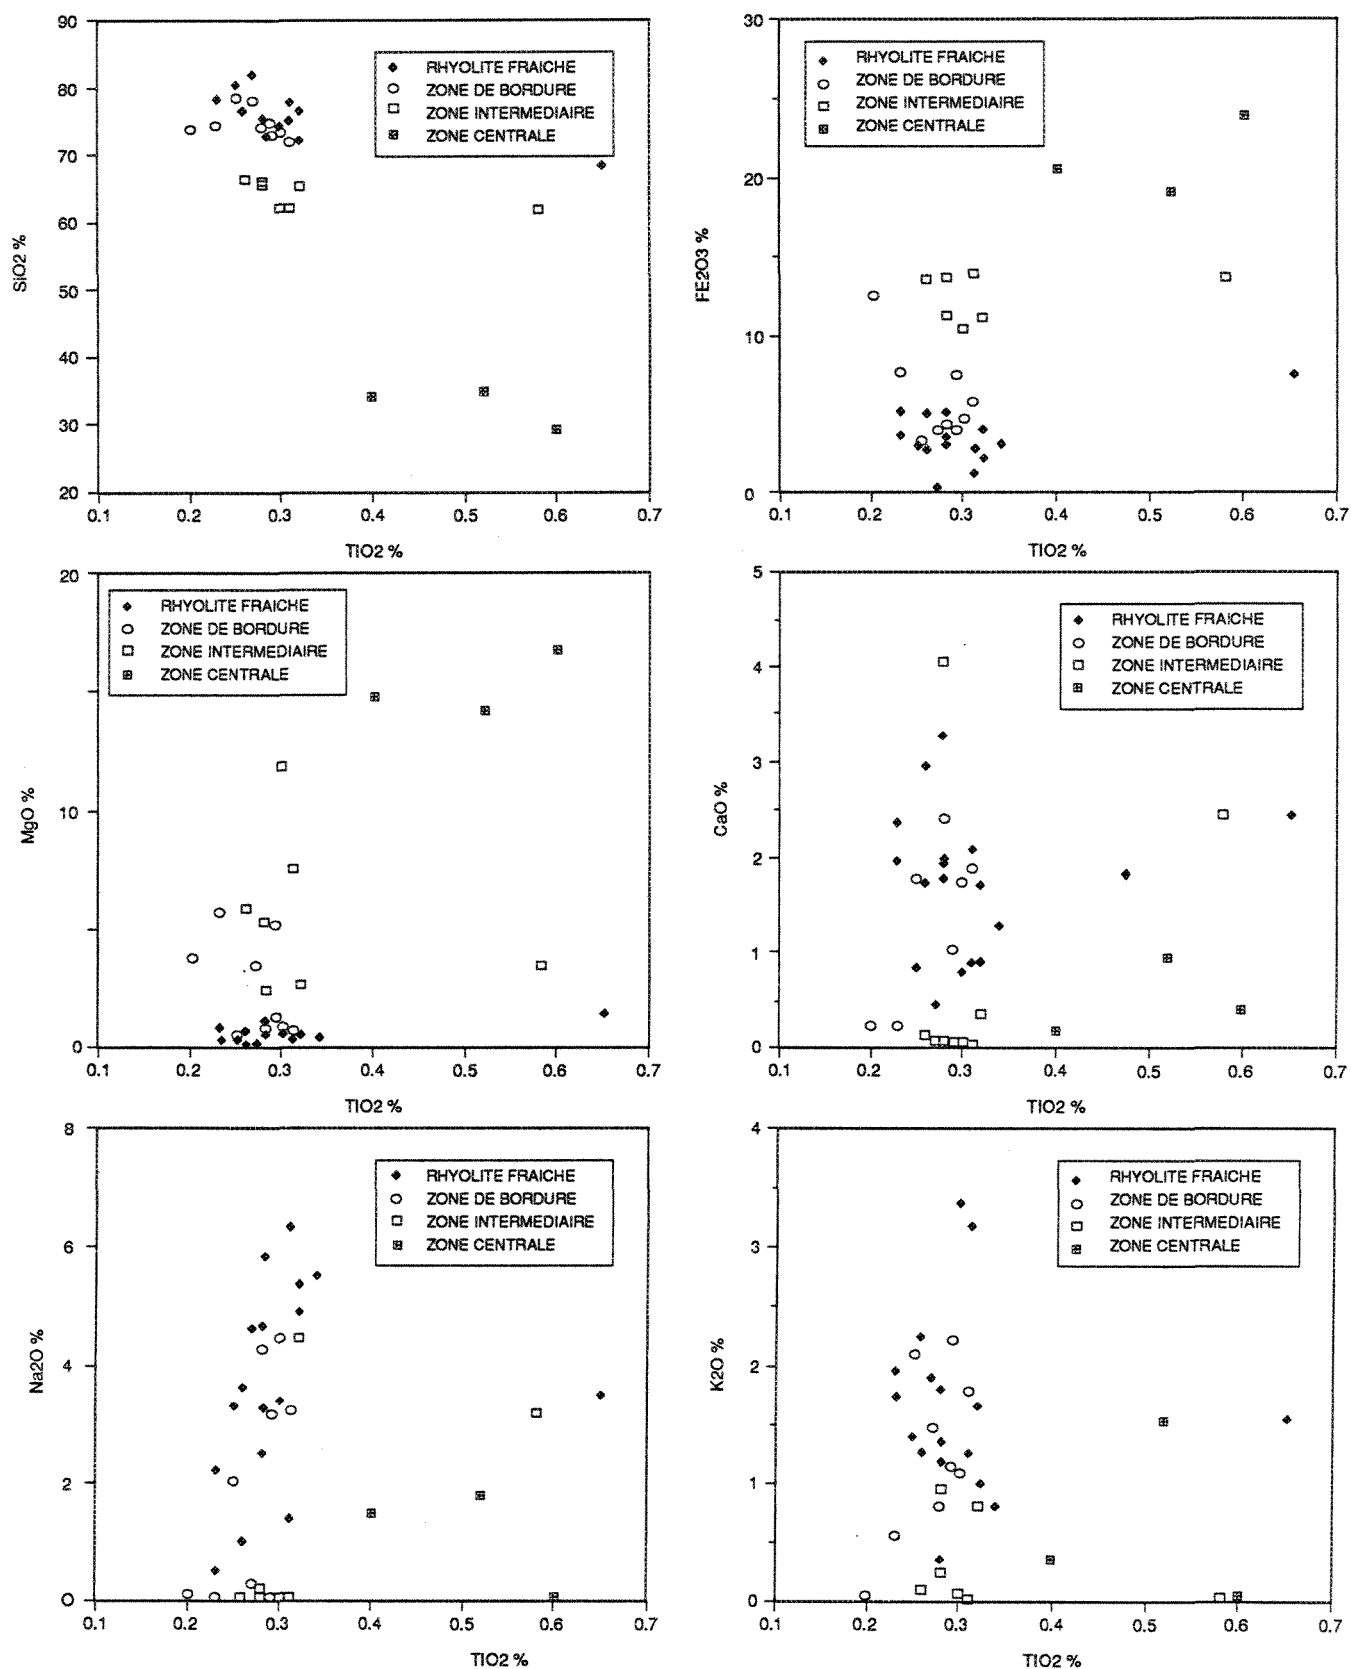 90
80
70
60
50
40
30
20
SiO2 %
0.1 0.2 0.3 0.4 0.5 0.6 0.7
TIO2 %
RHYOLITE FRAICHE
ZONE DE BORDURE
ZONE INTERMEDIAIRE
ZONE CENTRALE
30
20
10
0
FE2O3 %
0.1 0.2 0.3 0.4 0.5 0.6 0.7
TIO2 %
RHYOLITE FRAICHE
ZONE DE BORDURE
ZONE INTERMEDIAIRE
ZONE CENTRALE
20
10
0
MgO %
0.1 0.2 0.3 0.4 0.5 0.6 0.7
TIO2 %
RHYOLITE FRAICHE
ZONE DE BORDURE
ZONE INTERMEDIAIRE
ZONE CENTRALE
5
4
3
2
1
0
CaO %
0.1 0.2 0.3 0.4 0.5 0.6 0.7
TIO2 %
RHYOLITE FRAICHE
ZONE DE BORDURE
ZONE INTERMEDIAIRE
ZONE CENTRALE
8
6
4
2
0
Na2O %
0.1 0.2 0.3 0.4 0.5 0.6 0.7
TIO2 %
RHYOLITE FRAICHE
ZONE DE BORDURE
ZONE INTERMEDIAIRE
ZONE CENTRALE
4
3
2
1
0
K2O %
0.1 0.2 0.3 0.4 0.5 0.6 0.7
TIO2 %
RHYOLITE FRAICHE
ZONE DE BORDURE
ZONE INTERMEDIAIRE
ZONE CENTRALE